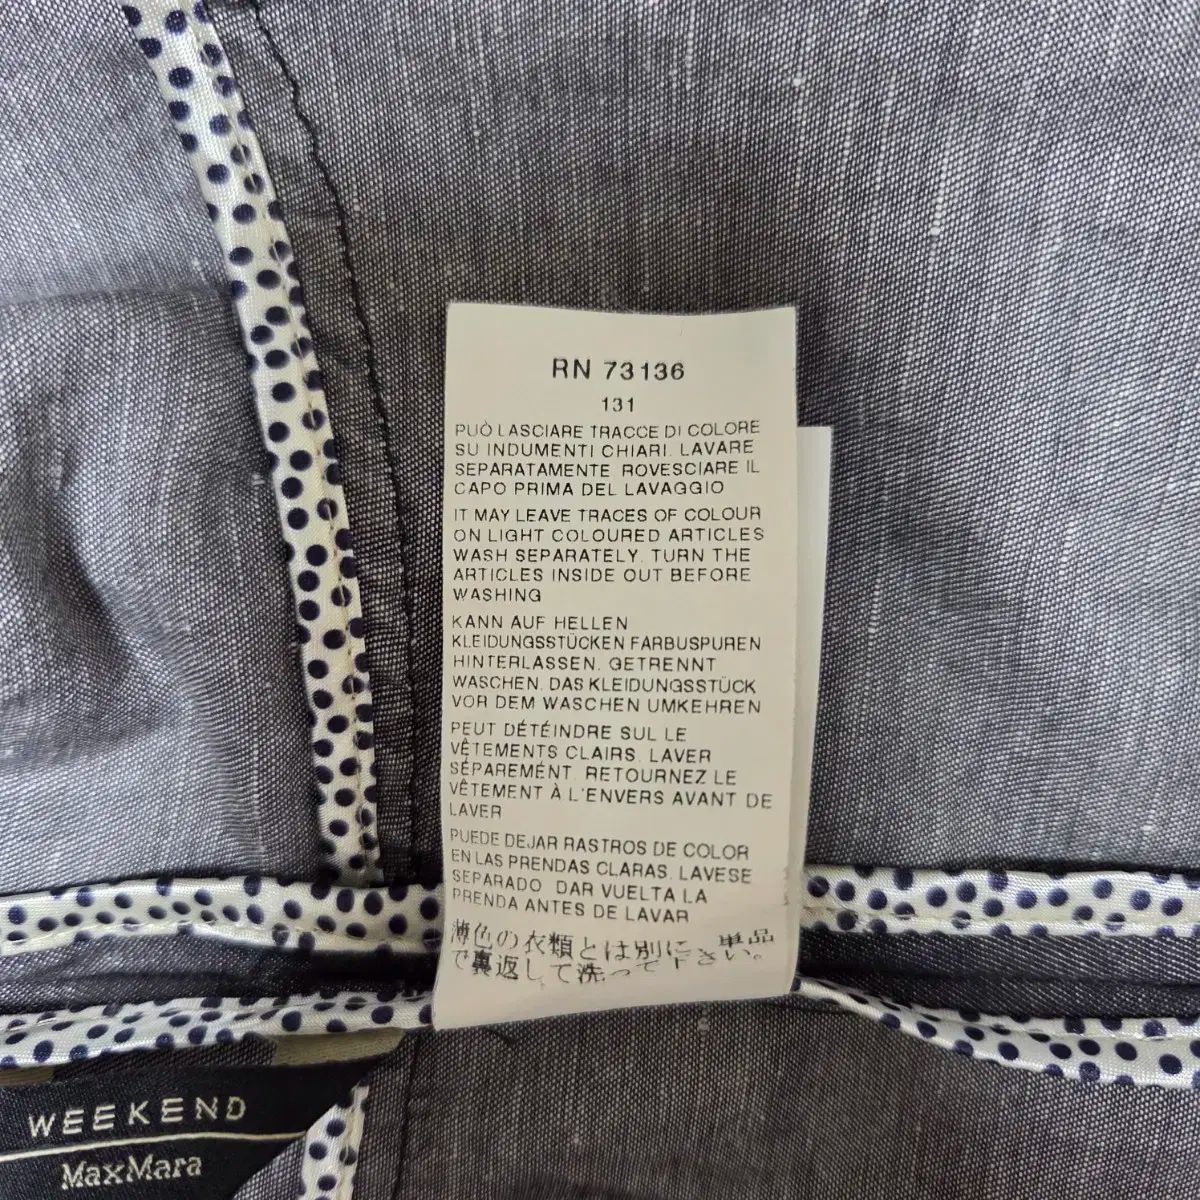 RN 73136
131
PUÒ LASCIARE TRACCE DI COLORE
SU INDUMENTI CHIARI. LAVARE
SEPARATAMENTE ROVESCIARE IL
CAPO PRIMA DEL LAVAGGIO
IT MAY LEAVE TRACES OF COLOUR
ON LIGHT COLOURED ARTICLES
WASH SEPARATELY. TURN THE
ARTICLES INSIDE OUT BEFORE
WASHING
KANN AUF HELLEN
KLEIDUNGSSTÜCKEN FARBUSPUREN
HINTERLASSEN. GETRENNT
WASCHEN. DAS KLEIDUNGSSTÜCK
VOR DEM WASCHEN UMKEHREN
PEUT DÉTÉINDRE SUL LE
VÊTEMENTS CLAIRS. LAVER
SÉPARÉMENT. RETOURNEZ LE
VÊTEMENT À L'ENVERS AVANT DE
LAVER
PUEDE DEJAR RASTROS DE COLOR
EN LAS PRENDAS CLARAS. LAVESE
SEPARADO DAR VUELTA LA
PRENDA ANTES DE LAVAR
薄色の衣類とは別に、単品
で裏返して洗って下さい。
WEEKEND
MaxMara